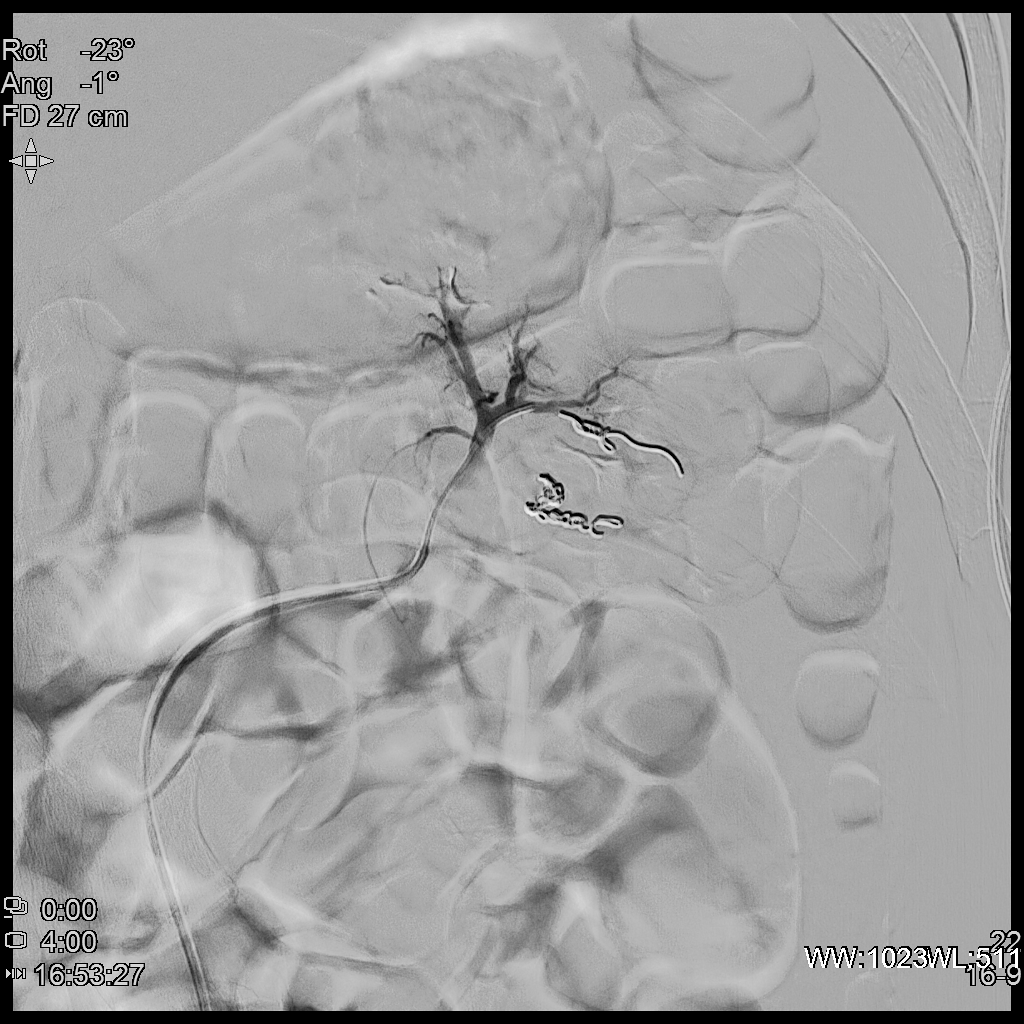 Rot -23°
Ang -1°
FD 27 cm
0:00
4:00
16:53:27
22
WW:1023WL:511
16-9